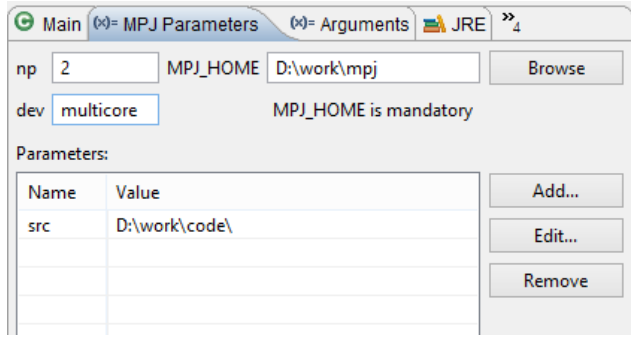 Main (x)= MPJ Parameters (x)= Arguments JRE »4
np 2 MPJ_HOME D:\work\mpj Browse
dev multicore MPJ_HOME is mandatory
Parameters:
Name Value Add...
src D:\work\code\ Edit...
Remove